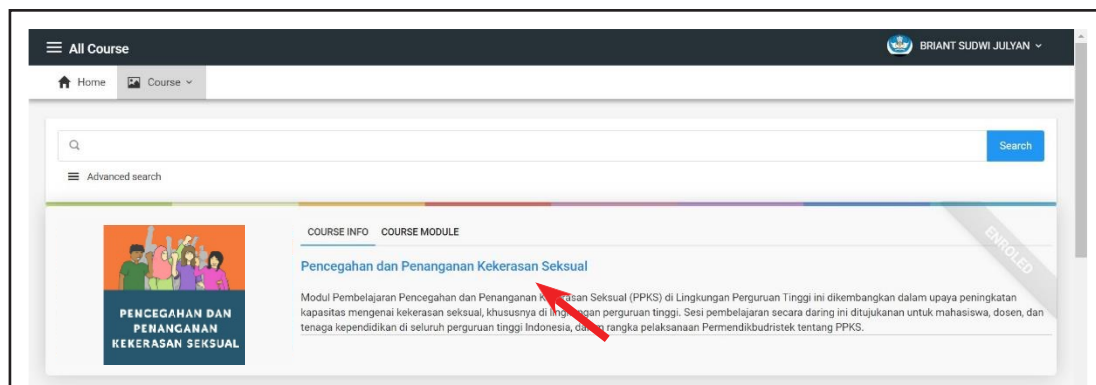 All Course
BRIANT SUDWI JULYAN
Home
Course
Search
Advanced search
PENCEGAHAN DAN
PENANGANAN
KEKERASAN SEKSUAL
COURSE INFO COURSE MODULE
ENROLED
Pencegahan dan Penanganan Kekerasan Seksual
Modul Pembelajaran Pencegahan dan Penanganan Kekerasan Seksual (PPKS) di Lingkungan Perguruan Tinggi ini dikembangkan dalam upaya peningkatan
kapasitas mengenai kekerasan seksual, khususnya di lingkungan perguruan tinggi. Sesi pembelajaran secara daring ini ditujukanan untuk mahasiswa, dosen, dan
tenaga kependidikan di seluruh perguruan tinggi Indonesia, dalam rangka pelaksanaan Permendikbudristek tentang PPKS.